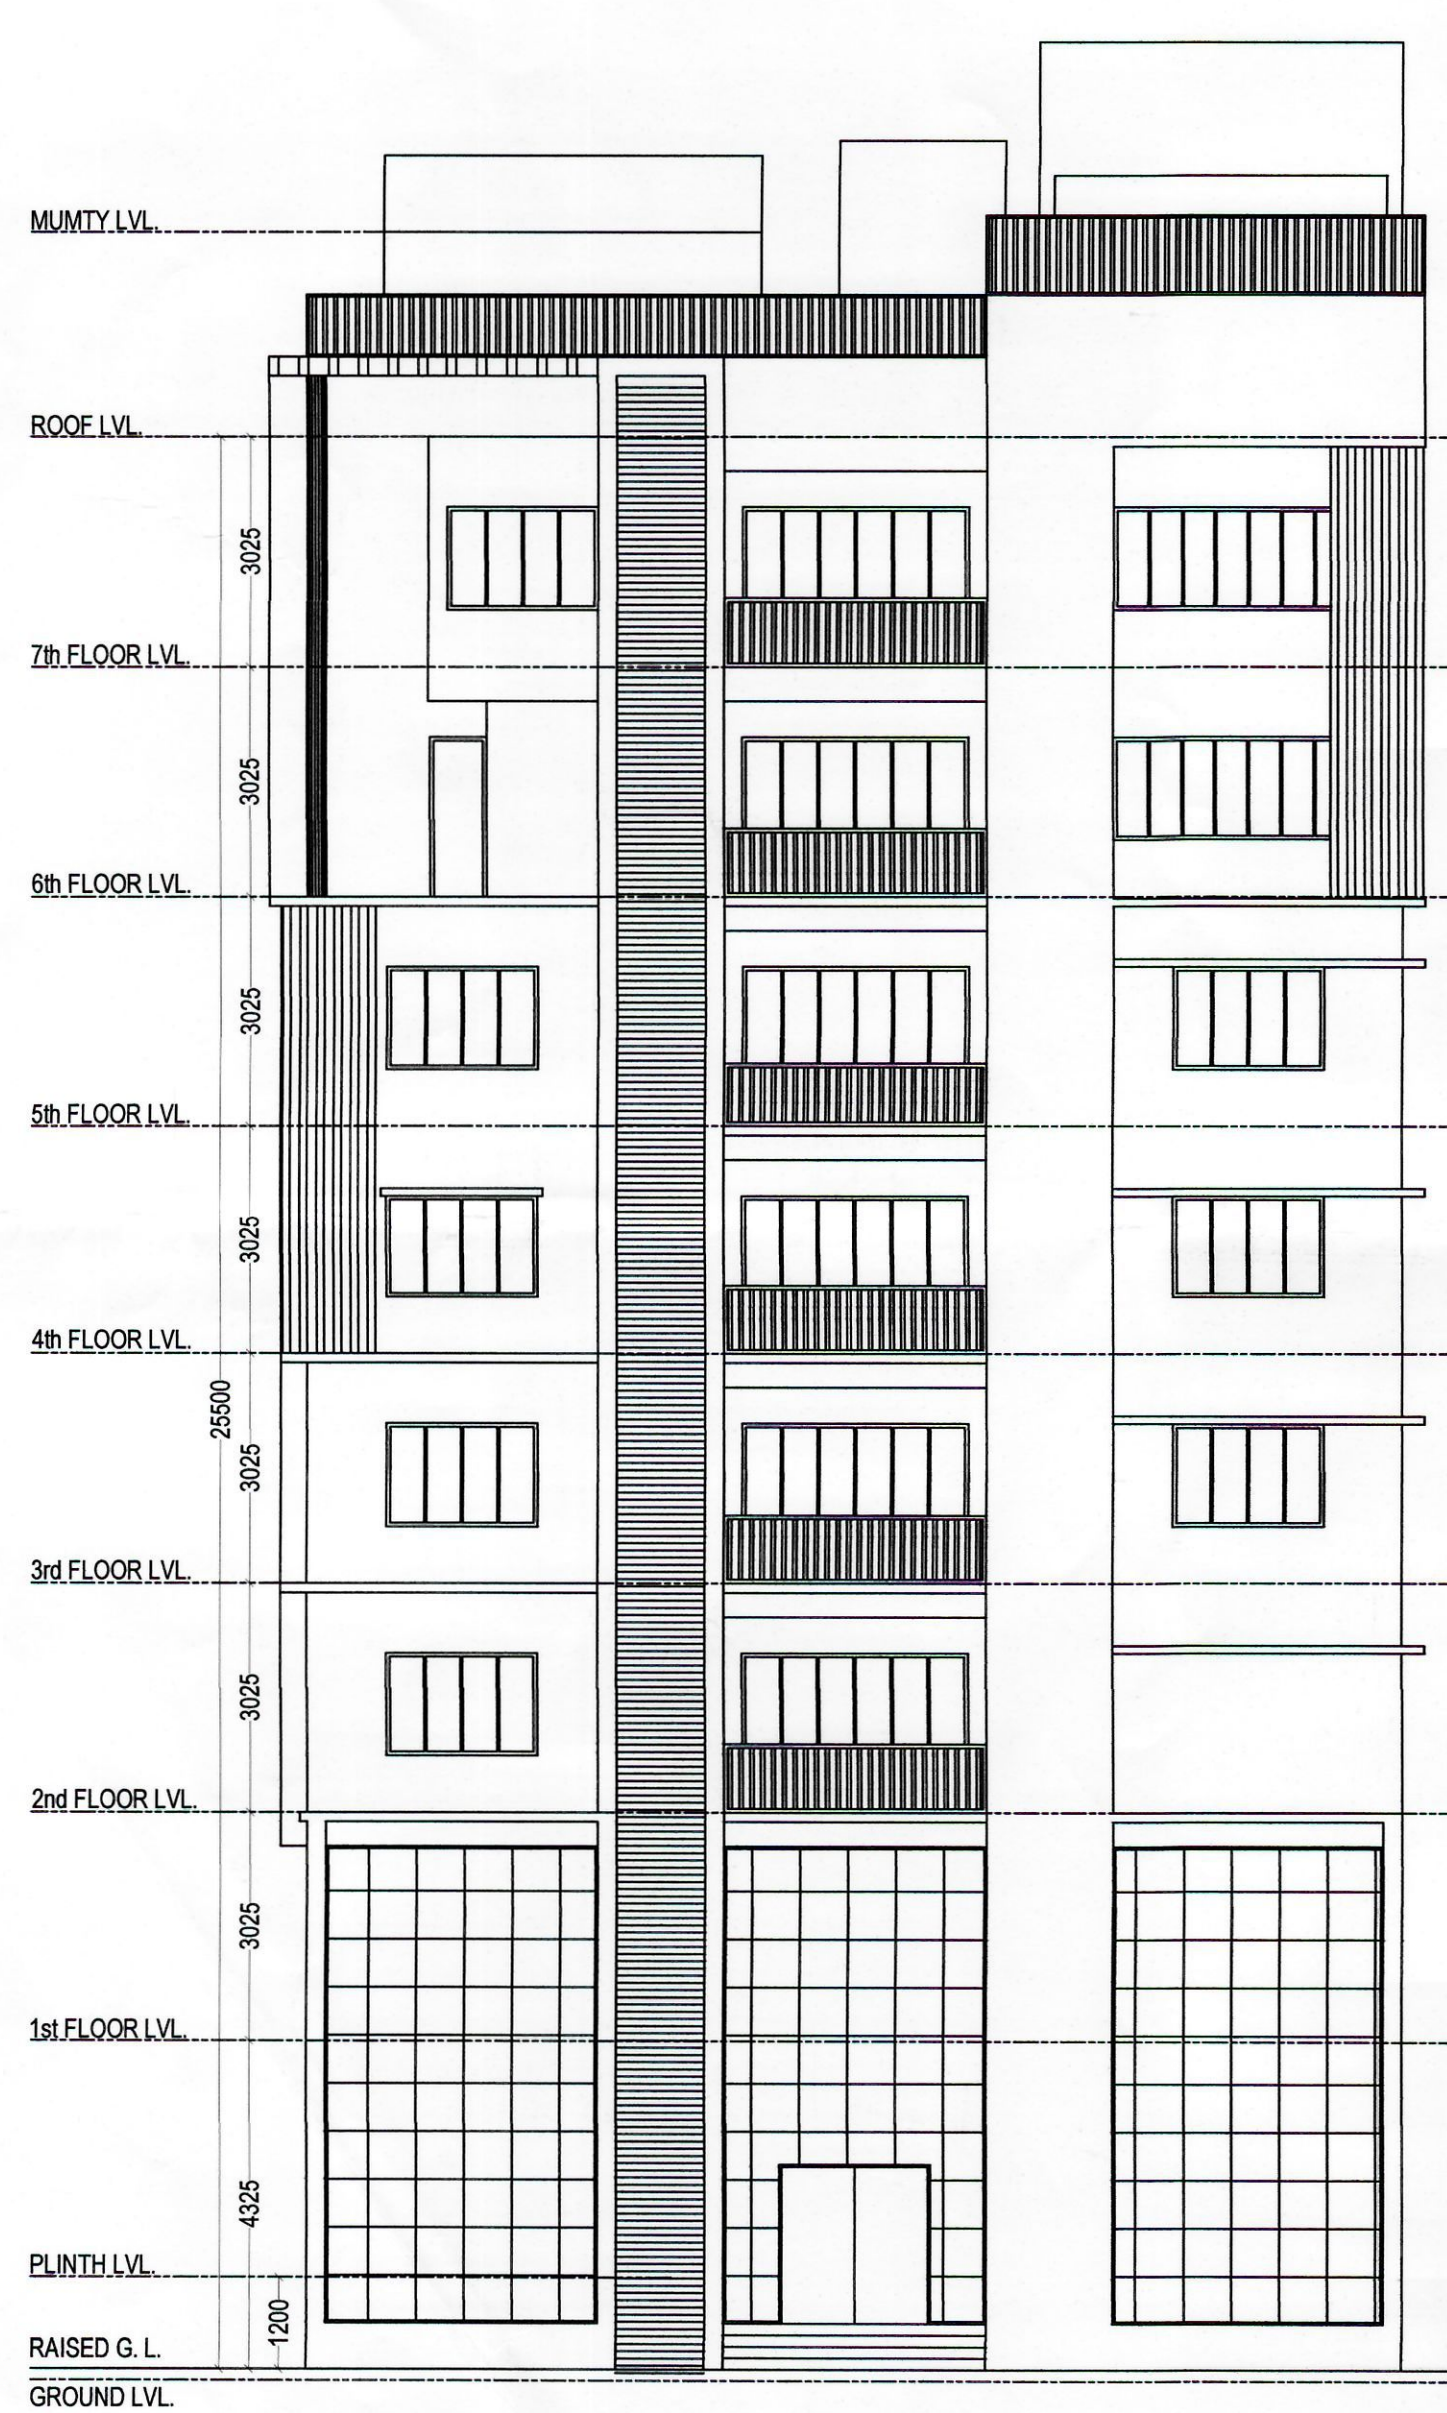 MUMTY LVL.
ROOF LVL.
3025
7th FLOOR LVL.
3025
6th FLOOR LVL.
3025
5th FLOOR LVL.
3025
4th FLOOR LVL.
25500
3025
3rd FLOOR LVL.
3025
2nd FLOOR LVL.
3025
1st FLOOR LVL.
4325
PLINTH LVL.
1200
RAISED G. L.
GROUND LVL.